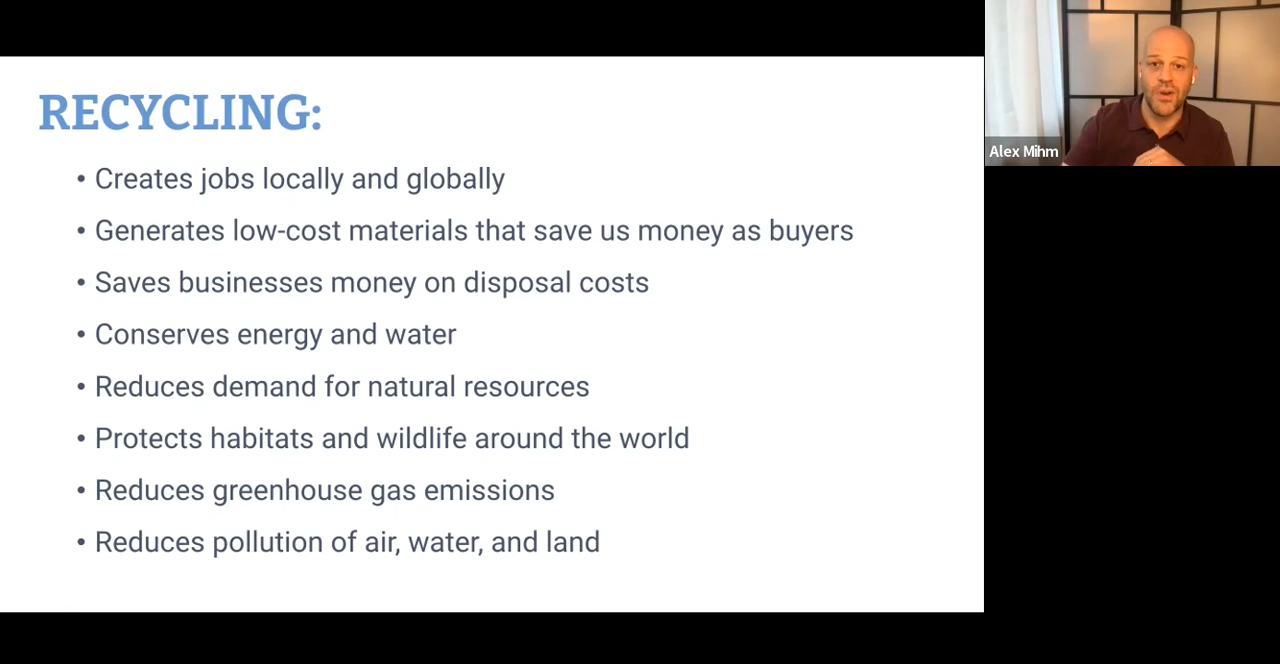 RECYCLING:
• Creates jobs locally and globally
• Generates low-cost materials that save us money as buyers
• Saves businesses money on disposal costs
• Conserves energy and water
• Reduces demand for natural resources
• Protects habitats and wildlife around the world
• Reduces greenhouse gas emissions
• Reduces pollution of air, water, and land
Alex Mihm